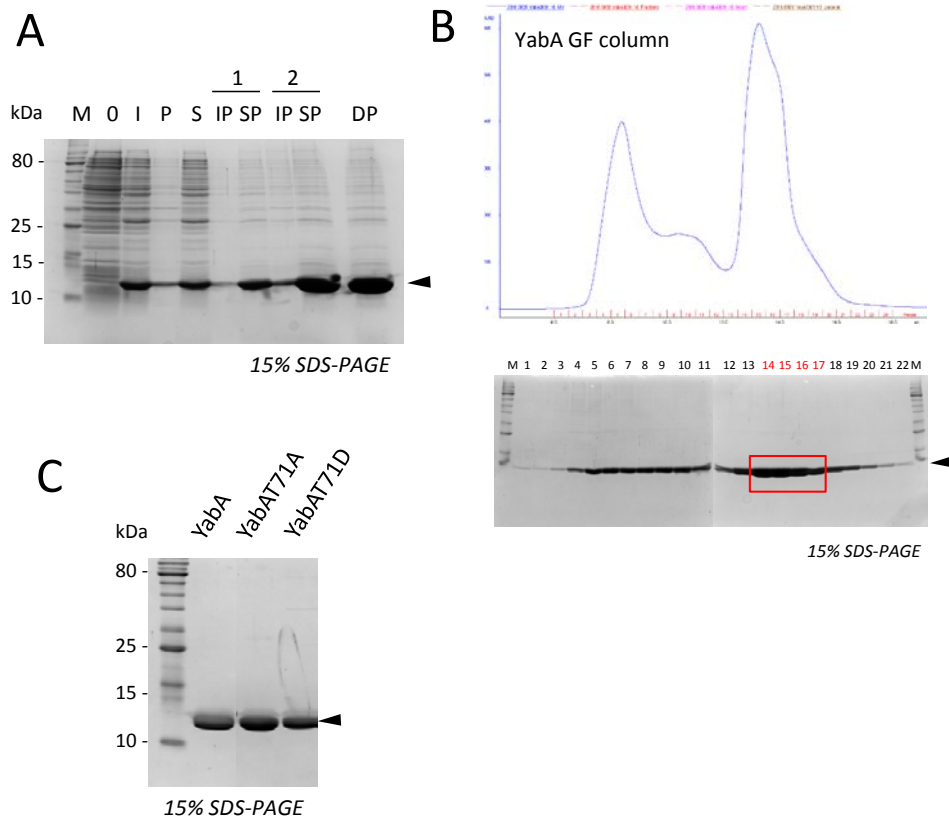 A
1 2
kDa M 0 I P S IP SP IP SP DP
80 -
25 -
15 -
10 -
15% SDS-PAGE
B
YabA GF column
M 1 2 3 4 5 6 7 8 9 10 11 12 13 14 15 16 17 18 19 20 21 22 M
15% SDS-PAGE
C
YabA YabAT71A YabAT71D
kDa
80 -
25 -
15 -
10 -
15% SDS-PAGE